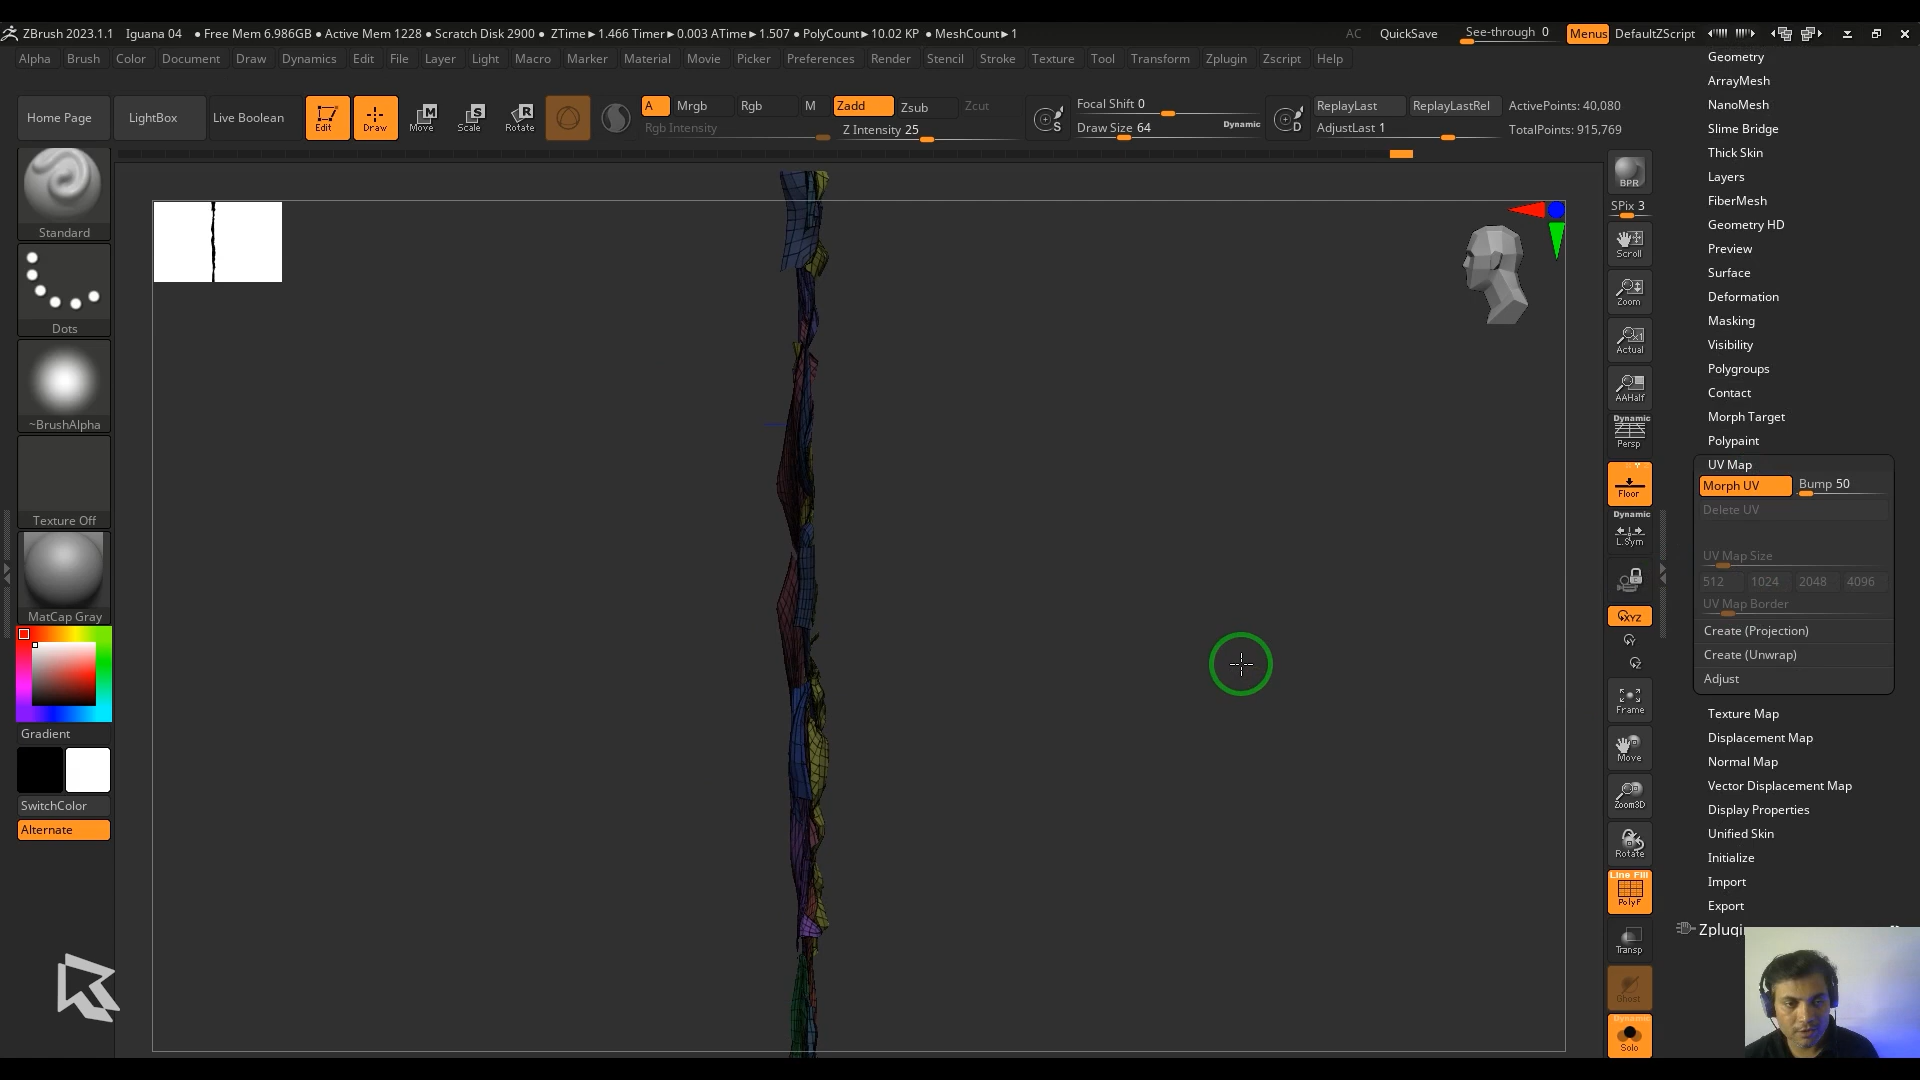 ZBrush 2023.1.1 Iguana 04 ● Free Mem 6.986GB ● Active Mem 1228 ● Scratch Disk 2900 ● ZTime►1.466 Timer►0.003 ATime►1.507 ● PolyCount►10.02 KP ● MeshCount►1 AC QuickSave See-through 0 Menus DefaultZScript
Alpha Brush Color Document Draw Dynamics Edit File Layer Light Macro Marker Material Movie Picker Preferences Render Stencil Stroke Texture Tool Transform Zplugin Zscript Help
Home Page LightBox Live Boolean Edit Draw Move Scale Rotate
A Mrgb Rgb M Zadd Zsub Zcut
Rgb Intensity Z Intensity 25
S Focal Shift 0
Draw Size 64 Dynamic
D ReplayLast ReplayLastRel ActivePoints: 40,080
AdjustLast 1 TotalPoints: 915,769
Standard
Dots
~BrushAlpha
Texture Off
MatCap Gray
Gradient
SwitchColor
Alternate
BPR
SPix 3
Scroll
Zoom
Actual
AAHalf
Dynamic
Persp
Floor
Dynamic
L.Sym
XYZ
Y
Z
Frame
Move
Zoom3D
Rotate
Line Fill
PolyF
Transp
Ghost
Dynamic
Solo
Geometry
ArrayMesh
NanoMesh
Slime Bridge
Thick Skin
Layers
FiberMesh
Geometry HD
Preview
Surface
Deformation
Masking
Visibility
Polygroups
Contact
Morph Target
Polypaint
UV Map
Morph UV Bump 50
Delete UV
UV Map Size
512 1024 2048 4096
UV Map Border
Create (Projection)
Create (Unwrap)
Adjust
Texture Map
Displacement Map
Normal Map
Vector Displacement Map
Display Properties
Unified Skin
Initialize
Import
Export